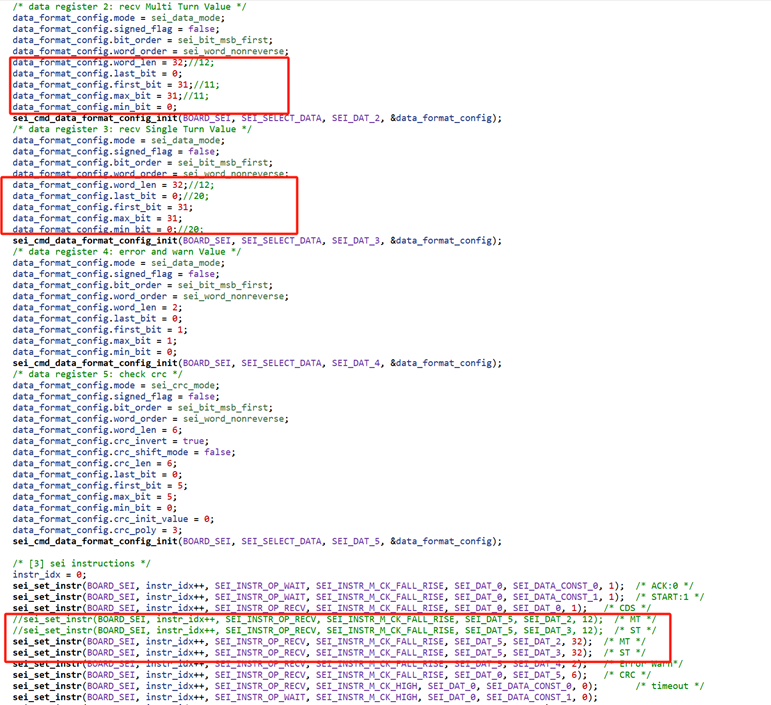 /* data register 2: recv Multi Turn Value */
data_format_config.mode = sei_data_mode;
data_format_config.signed_flag = false;
data_format_config.bit_order = sei_bit_msb_first;
data_format_config.word_order = sei_word_nonreverse;
data_format_config.word_len = 32;//12;
data_format_config.last_bit = 0;
data_format_config.first_bit = 31;//11;
data_format_config.max_bit = 31;//11;
data_format_config.min_bit = 0;
sei_cmd_data_format_config_init(BOARD_SEI, SEI_SELECT_DATA, SEI_DAT_2, &data_format_config);
/* data register 3: recv Single Turn Value */
data_format_config.mode = sei_data_mode;
data_format_config.signed_flag = false;
data_format_config.bit_order = sei_bit_msb_first;
data_format_config.word_order = sei_word_nonreverse;
data_format_config.word_len = 32;//12;
data_format_config.last_bit = 0;//20;
data_format_config.first_bit = 31;
data_format_config.max_bit = 31;
data_format_config.min_bit = 0;//20;
sei_cmd_data_format_config_init(BOARD_SEI, SEI_SELECT_DATA, SEI_DAT_3, &data_format_config);
/* data register 4: error and warn Value */
data_format_config.mode = sei_data_mode;
data_format_config.signed_flag = false;
data_format_config.bit_order = sei_bit_msb_first;
data_format_config.word_order = sei_word_nonreverse;
data_format_config.word_len = 2;
data_format_config.last_bit = 0;
data_format_config.first_bit = 1;
data_format_config.max_bit = 1;
data_format_config.min_bit = 0;
sei_cmd_data_format_config_init(BOARD_SEI, SEI_SELECT_DATA, SEI_DAT_4, &data_format_config);
/* data register 5: check crc */
data_format_config.mode = sei_crc_mode;
data_format_config.signed_flag = false;
data_format_config.bit_order = sei_bit_msb_first;
data_format_config.word_order = sei_word_nonreverse;
data_format_config.word_len = 6;
data_format_config.crc_invert = true;
data_format_config.crc_shift_mode = false;
data_format_config.crc_len = 6;
data_format_config.last_bit = 0;
data_format_config.first_bit = 5;
data_format_config.max_bit = 5;
data_format_config.min_bit = 0;
data_format_config.crc_init_value = 0;
data_format_config.crc_poly = 3;
sei_cmd_data_format_config_init(BOARD_SEI, SEI_SELECT_DATA, SEI_DAT_5, &data_format_config);
/* [3] sei instructions */
instr_idx = 0;
sei_set_instr(BOARD_SEI, instr_idx++, SEI_INSTR_OP_WAIT, SEI_INSTR_M_CK_FALL_RISE, SEI_DAT_0, SEI_DATA_CONST_0, 1); /* ACK:0 */
sei_set_instr(BOARD_SEI, instr_idx++, SEI_INSTR_OP_WAIT, SEI_INSTR_M_CK_FALL_RISE, SEI_DAT_0, SEI_DATA_CONST_1, 1); /* START:1 */
sei_set_instr(BOARD_SEI, instr_idx++, SEI_INSTR_OP_RECV, SEI_INSTR_M_CK_FALL_RISE, SEI_DAT_0, SEI_DAT_0, 1); /* CDS */
//sei_set_instr(BOARD_SEI, instr_idx++, SEI_INSTR_OP_RECV, SEI_INSTR_M_CK_FALL_RISE, SEI_DAT_5, SEI_DAT_2, 12); /* MT */
//sei_set_instr(BOARD_SEI, instr_idx++, SEI_INSTR_OP_RECV, SEI_INSTR_M_CK_FALL_RISE, SEI_DAT_5, SEI_DAT_3, 12); /* ST */
sei_set_instr(BOARD_SEI, instr_idx++, SEI_INSTR_OP_RECV, SEI_INSTR_M_CK_FALL_RISE, SEI_DAT_5, SEI_DAT_2, 32); /* MT */
sei_set_instr(BOARD_SEI, instr_idx++, SEI_INSTR_OP_RECV, SEI_INSTR_M_CK_FALL_RISE, SEI_DAT_5, SEI_DAT_3, 32); /* ST */
sei_set_instr(BOARD_SEI, instr_idx++, SEI_INSTR_OP_RECV, SEI_INSTR_M_CK_FALL_RISE, SEI_DAT_5, SEI_DAT_4, 2); /* Error Warn*/
sei_set_instr(BOARD_SEI, instr_idx++, SEI_INSTR_OP_RECV, SEI_INSTR_M_CK_FALL_RISE, SEI_DAT_0, SEI_DAT_5, 6); /* CRC */
sei_set_instr(BOARD_SEI, instr_idx++, SEI_INSTR_OP_RECV, SEI_INSTR_M_CK_HIGH, SEI_DAT_0, SEI_DATA_CONST_0, 0); /* timeout */
sei_set_instr(BOARD_SEI, instr_idx++, SEI_INSTR_OP_WAIT, SEI_INSTR_M_CK_HIGH, SEI_DAT_0, SEI_DATA_CONST_1, 0);